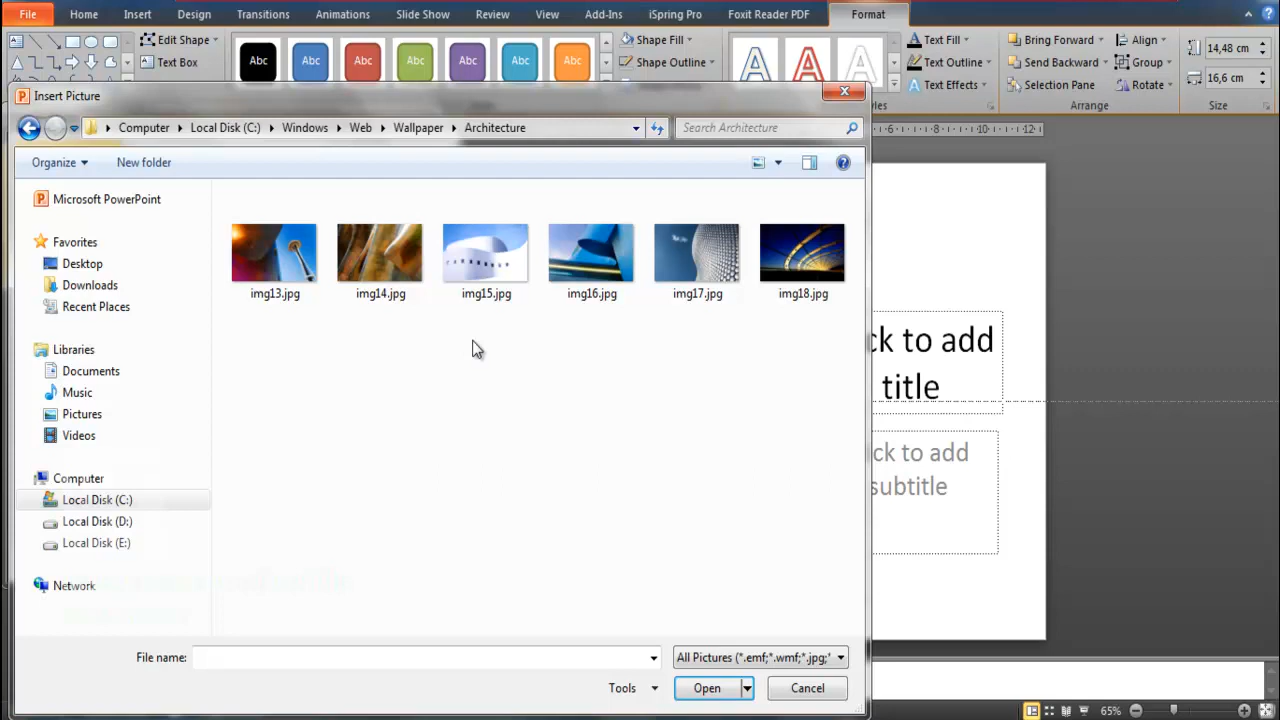 File Home Insert Design Transitions Animations Slide Show Review View Add-Ins iSpring Pro Foxit Reader PDF Format
Edit Shape Abc Abc Abc Abc Abc Abc Abc Shape Fill A A A Text Fill Bring Forward Align 14,48 cm
Text Box Shape Outline Text Outline Send Backward Group 16,6 cm
Text Effects Selection Pane Rotate
Arrange Size
Insert Picture
Computer Local Disk (C:) Windows Web Wallpaper Architecture Search Architecture
Organize New folder
Microsoft PowerPoint
Favorites
Desktop
Downloads
Recent Places
Libraries
Documents
Music
Pictures
Videos
Computer
Local Disk (C:)
Local Disk (D:)
Local Disk (E:)
Network
img13.jpg img14.jpg img15.jpg img16.jpg img17.jpg img18.jpg
ck to add
title
ck to add
subtitle
File name: All Pictures (*.emf;*.wmf;*.jpg;*
Tools Open Cancel
65%